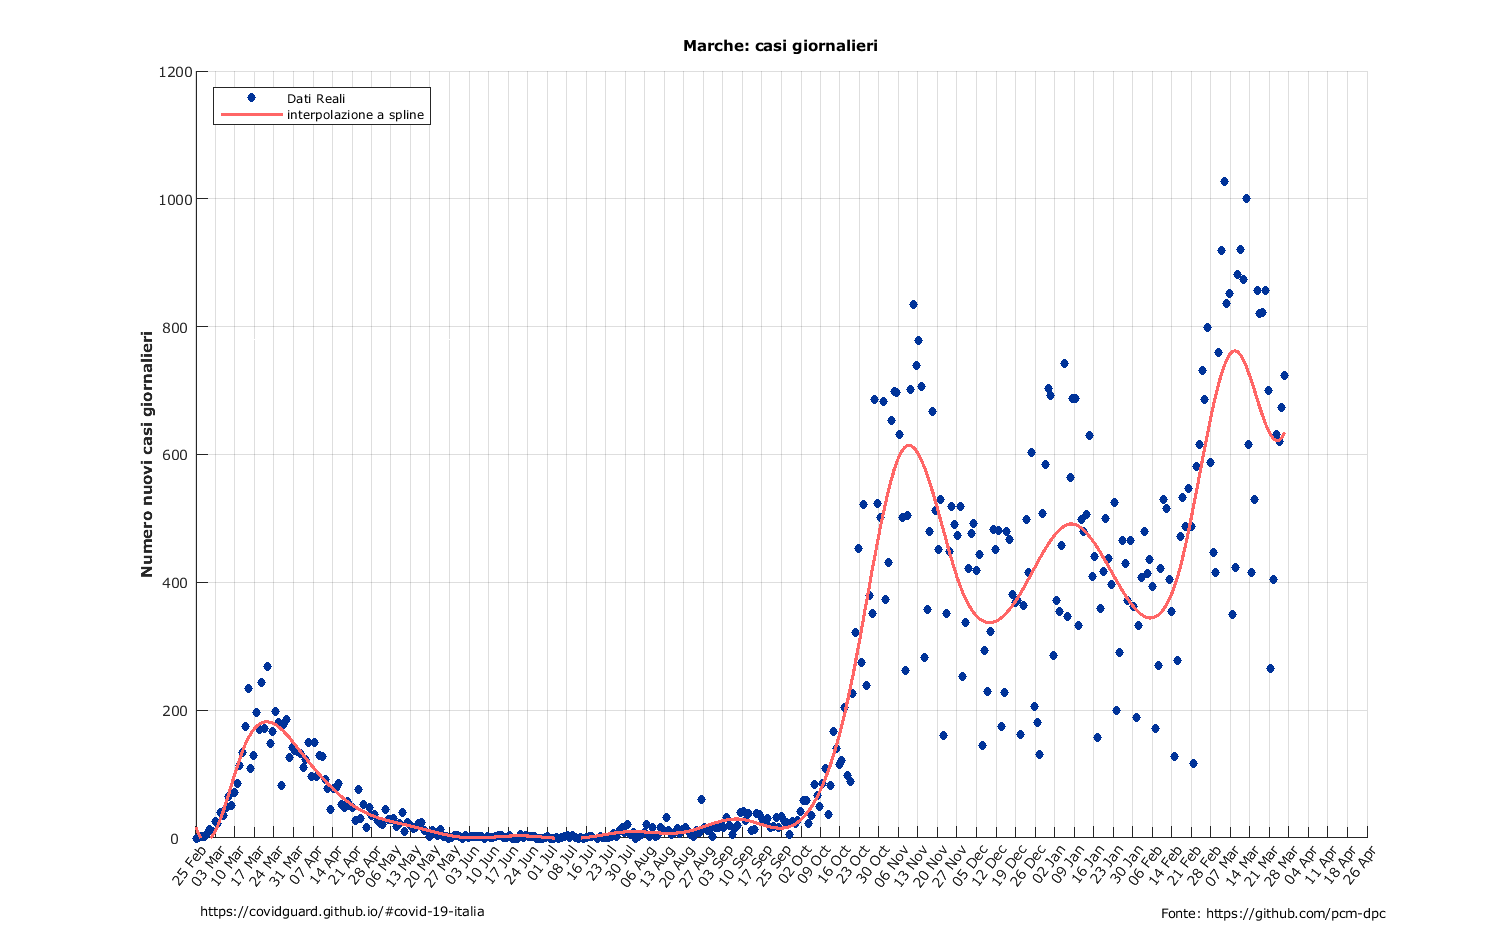 Marche: casi giornalieri
Dati Reali
interpolazione a spline
Numero nuovi casi giornalieri
1200
1000
800
600
400
200
0
25 Feb
03 Mar
10 Mar
17 Mar
24 Mar
31 Mar
07 Apr
14 Apr
21 Apr
28 Apr
06 May
13 May
20 May
27 May
03 Jun
10 Jun
17 Jun
24 Jun
01 Jul
08 Jul
16 Jul
23 Jul
30 Jul
06 Aug
13 Aug
20 Aug
27 Aug
03 Sep
10 Sep
17 Sep
25 Sep
02 Oct
09 Oct
16 Oct
23 Oct
30 Oct
06 Nov
13 Nov
20 Nov
27 Nov
05 Dec
12 Dec
19 Dec
26 Jan
02 Jan
09 Jan
16 Jan
23 Jan
30 Jan
06 Feb
14 Feb
21 Feb
28 Mar
07 Mar
14 Mar
21 Mar
28 Mar
04 Apr
11 Apr
18 Apr
26 Apr
https://covidguard.github.io/#covid-19-italia
Fonte: https://github.com/pcm-dpc